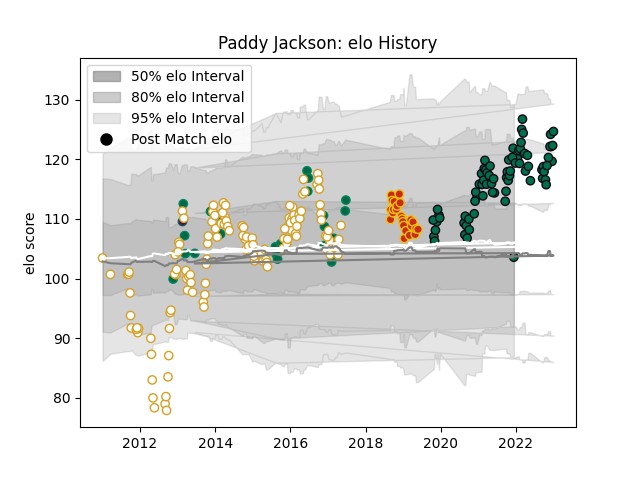 Paddy Jackson: elo History
50% elo Interval
80% elo Interval
95% elo Interval
Post Match elo
elo score
130
120
110
100
90
80
2012 2014 2016 2018 2020 2022